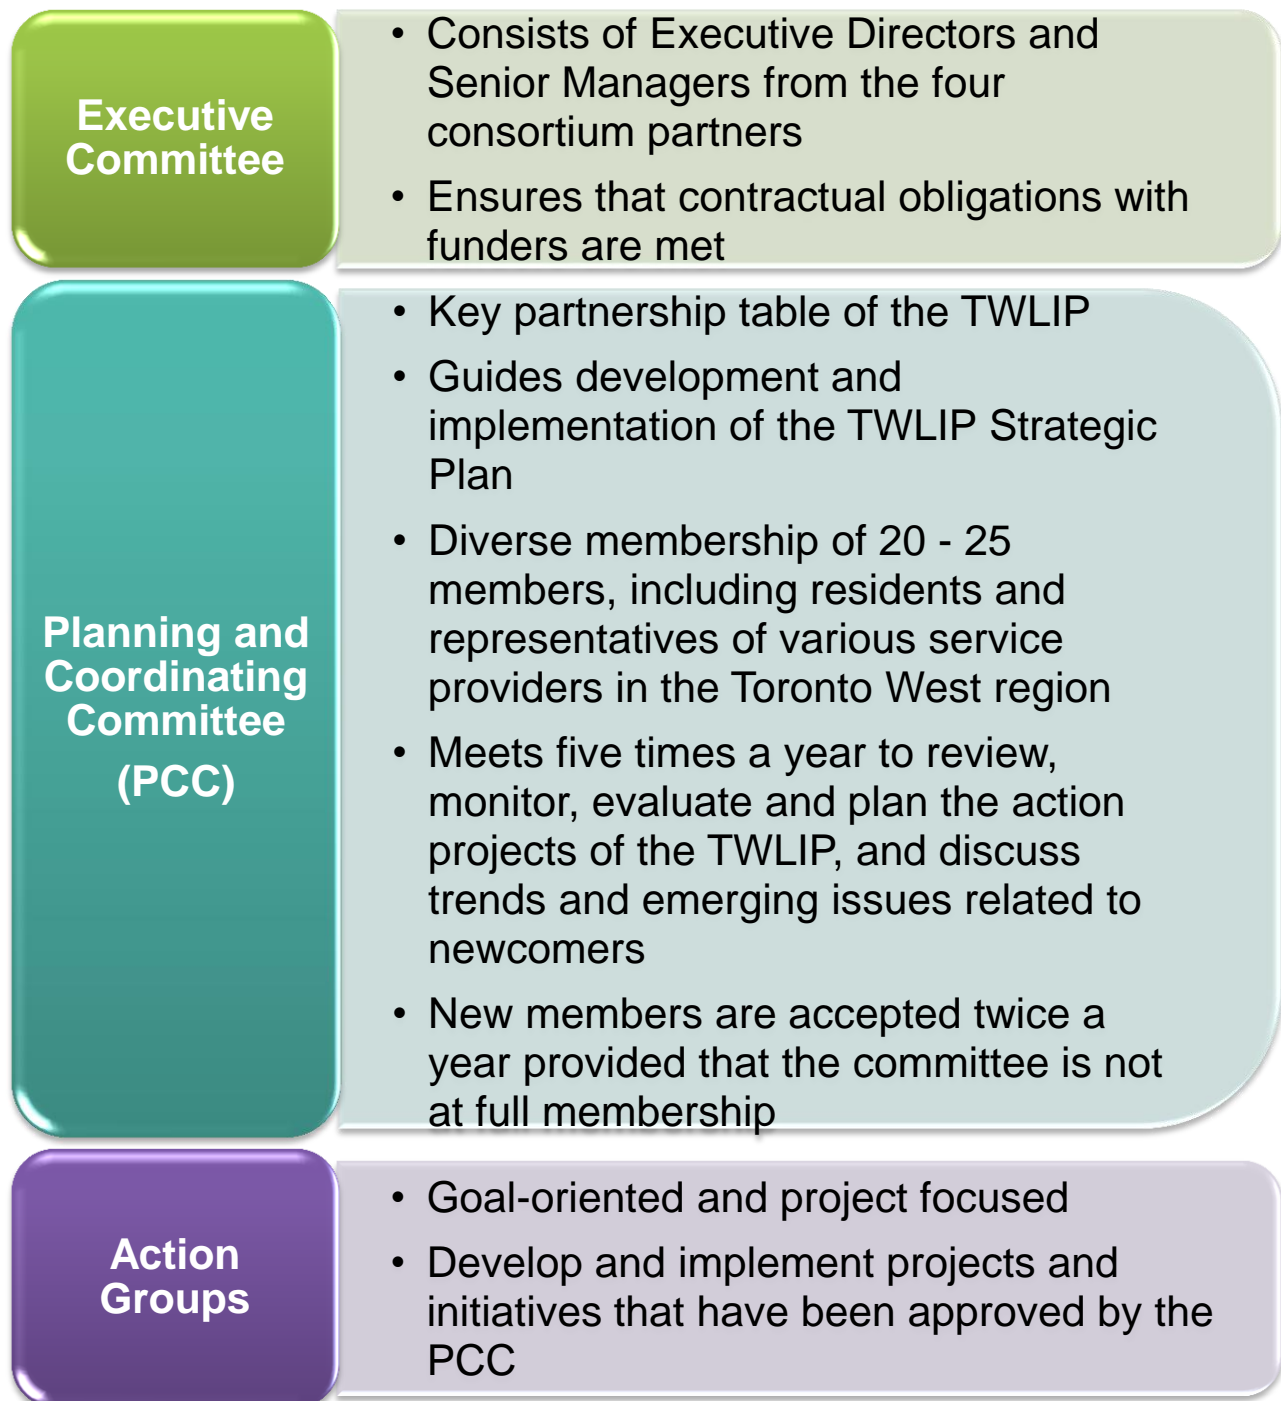 Executive
Committee
• Consists of Executive Directors and
Senior Managers from the four
consortium partners
• Ensures that contractual obligations with
funders are met
Planning and
Coordinating
Committee
(PCC)
• Key partnership table of the TWLIP
• Guides development and
implementation of the TWLIP Strategic
Plan
• Diverse membership of 20 - 25
members, including residents and
representatives of various service
providers in the Toronto West region
• Meets five times a year to review,
monitor, evaluate and plan the action
projects of the TWLIP, and discuss
trends and emerging issues related to
newcomers
• New members are accepted twice a
year provided that the committee is not
at full membership
Action
Groups
• Goal-oriented and project focused
• Develop and implement projects and
initiatives that have been approved by the
PCC